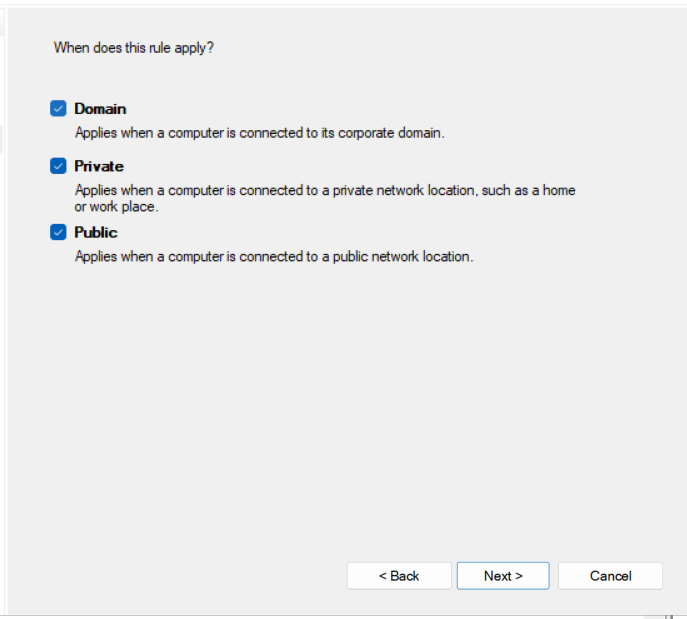 When does this rule apply?
Domain
Applies when a computer is connected to its corporate domain.
Private
Applies when a computer is connected to a private network location, such as a home
or work place.
Public
Applies when a computer is connected to a public network location.
< Back
Next >
Cancel